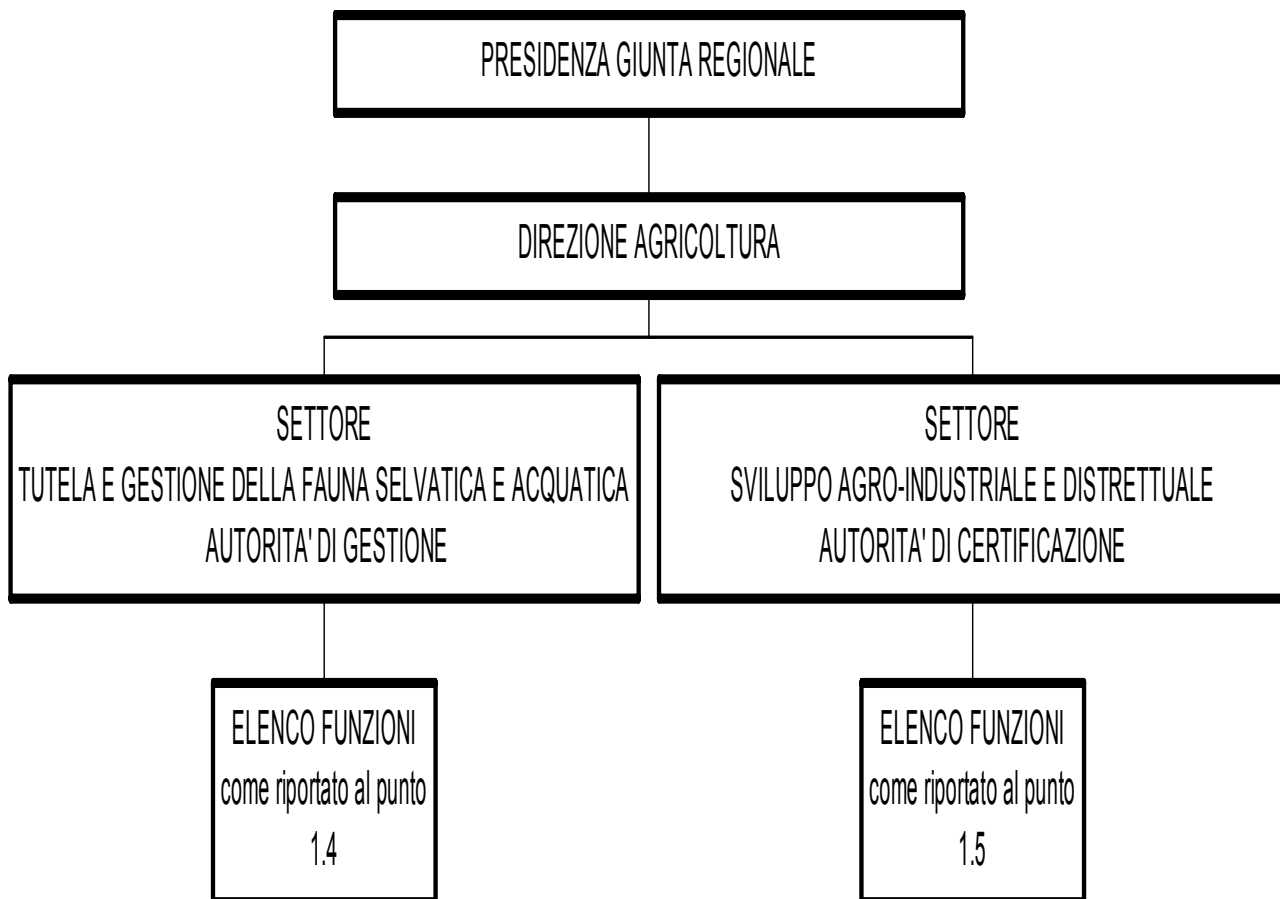 PRESIDENZA GIUNTA REGIONALE
DIREZIONE AGRICOLTURA
SETTORE
TUTELA E GESTIONE DELLA FAUNA SELVATICA E ACQUATICA
AUTORITA' DI GESTIONE
SETTORE
SVILUPPO AGRO-INDUSTRIALE E DISTRETTUALE
AUTORITA' DI CERTIFICAZIONE
ELENCO FUNZIONI
come riportato al punto
1.4
ELENCO FUNZIONI
come riportato al punto
1.5